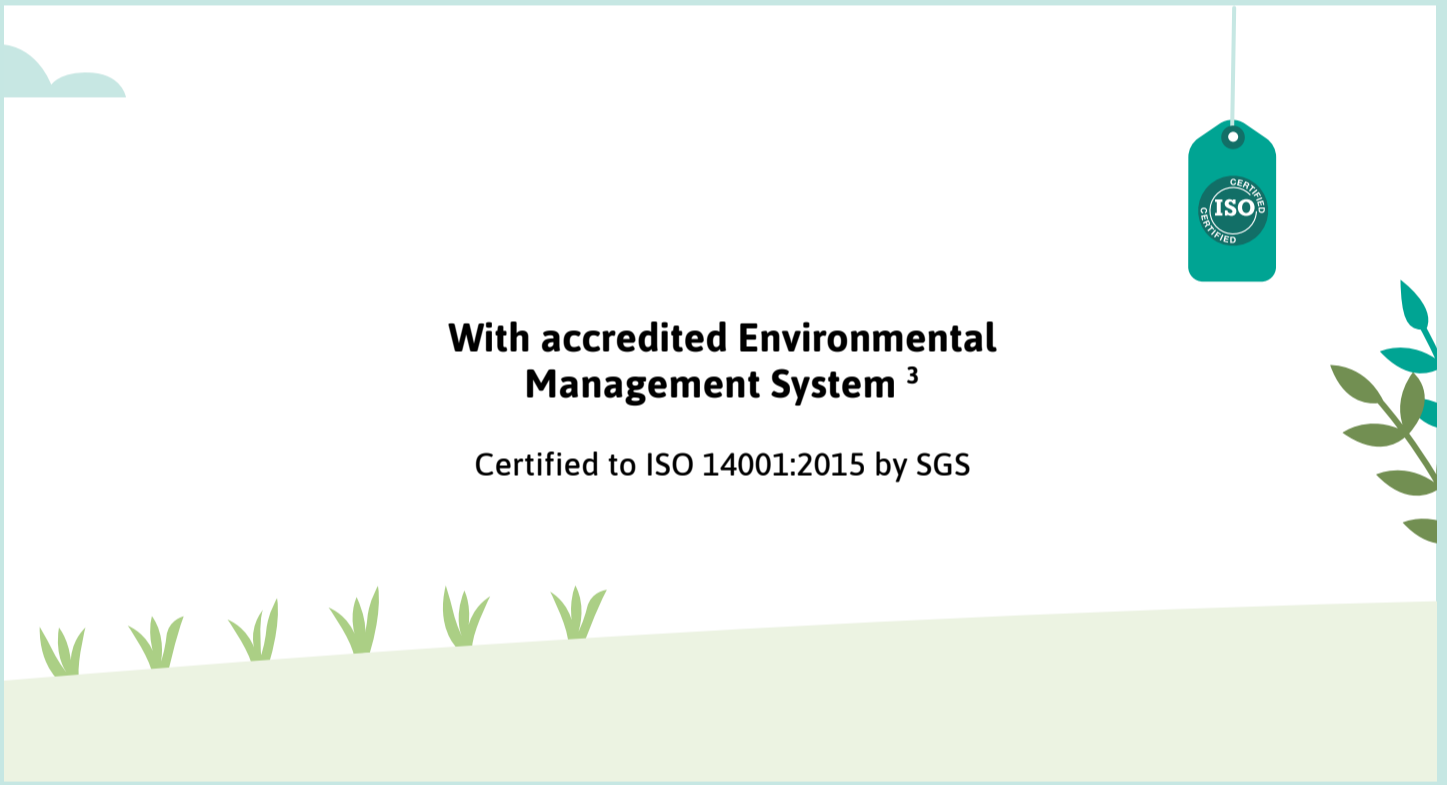 CERTIFIED
ISO
CERTIFIED
With accredited Environmental
Management System ³
Certified to ISO 14001:2015 by SGS